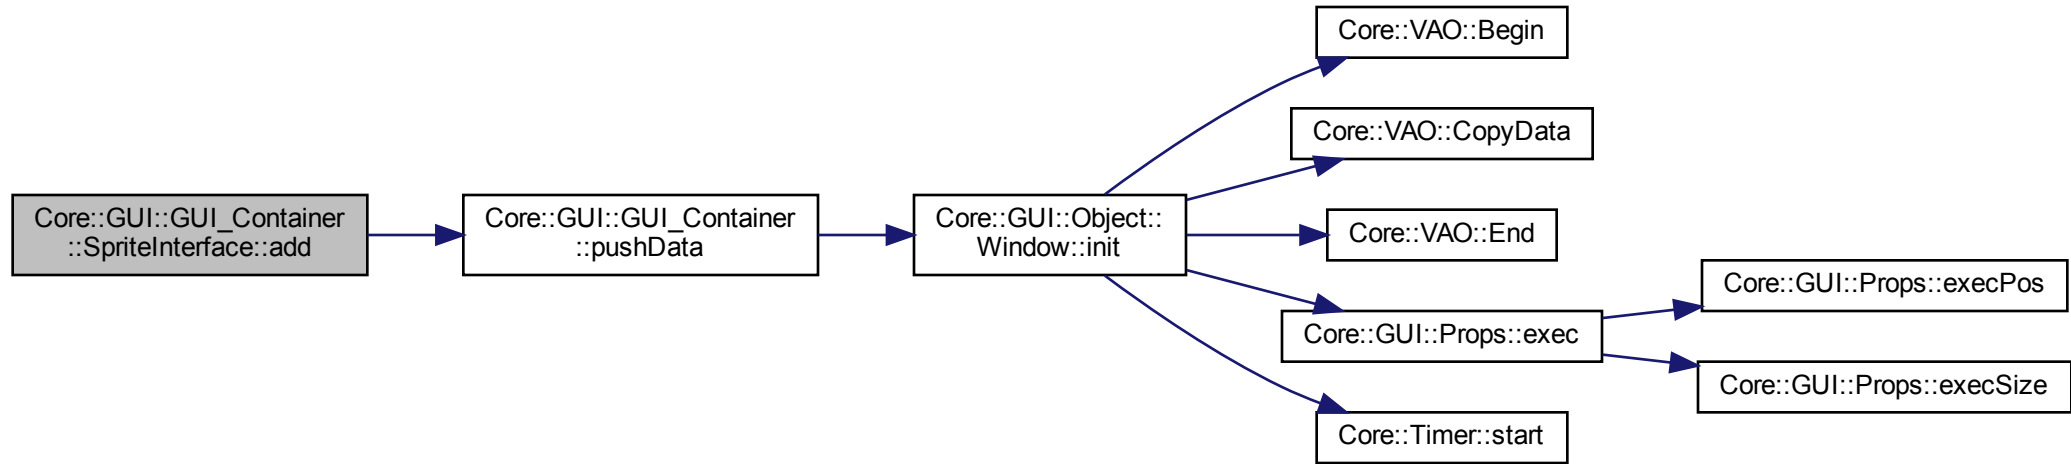 Core::GUI::GUI_Container
::SpriteInterface::add
Core::GUI::GUI_Container
::pushData
Core::GUI::Object::
Window::init
Core::VAO::Begin
Core::VAO::CopyData
Core::VAO::End
Core::GUI::Props::exec
Core::Timer::start
Core::GUI::Props::execPos
Core::GUI::Props::execSize